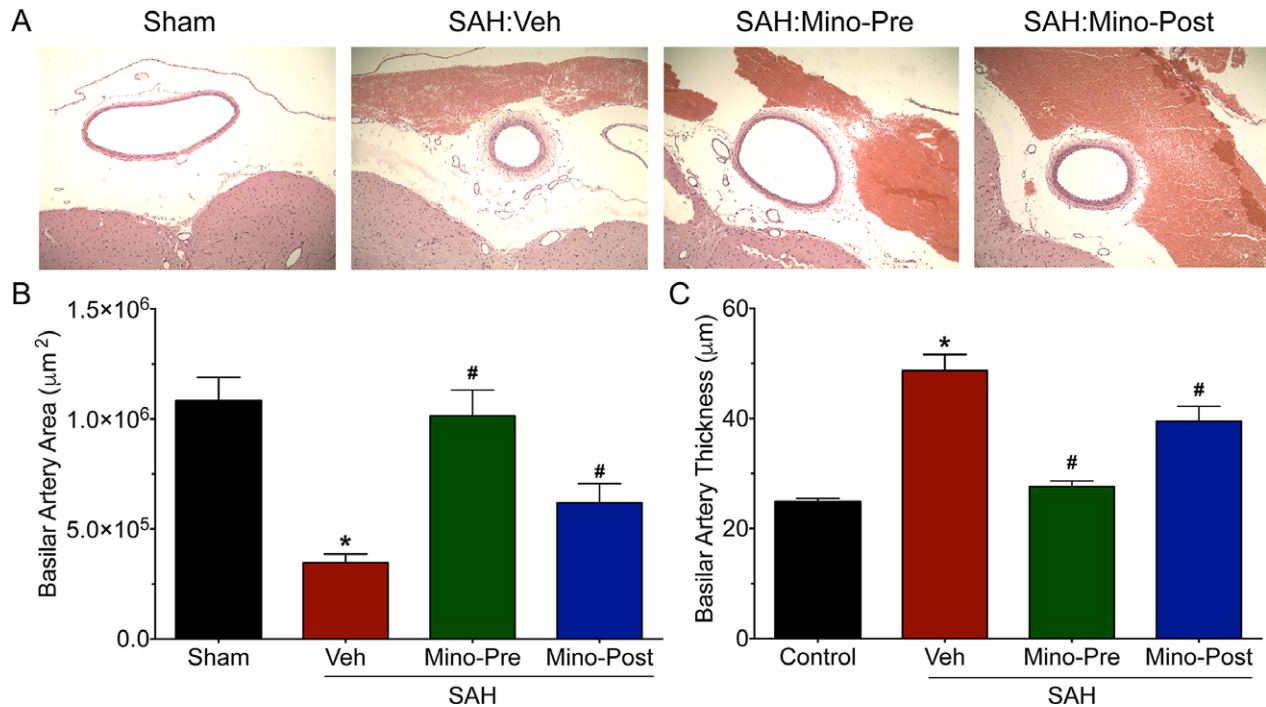 A
Sham
SAH:Veh
SAH:Mino-Pre
SAH:Mino-Post
B
Basilar Artery Area (μm²)
1.5×10⁶
1.0×10⁶
5.0×10⁵
0.0
*
#
#
Sham
Veh
Mino-Pre
Mino-Post
SAH
C
Basilar Artery Thickness (μm)
60
40
20
0
*
#
#
Control
Veh
Mino-Pre
Mino-Post
SAH